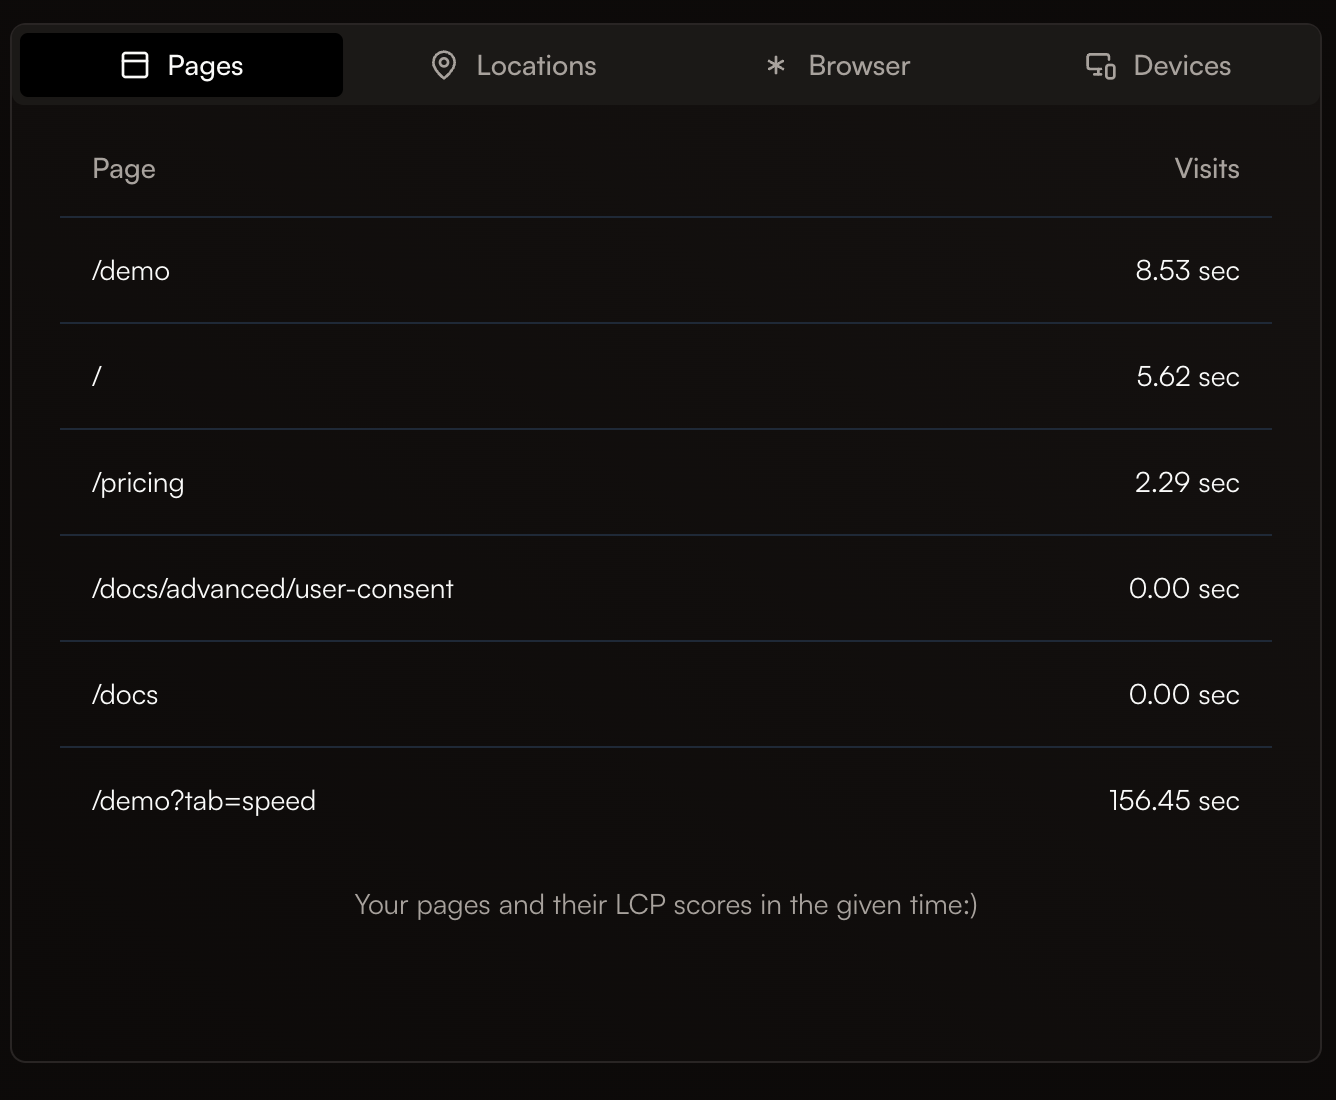 Pages Locations Browser Devices
Page Visits
/demo 8.53 sec
/ 5.62 sec
/pricing 2.29 sec
/docs/advanced/user-consent 0.00 sec
/docs 0.00 sec
/demo?tab=speed 156.45 sec
Your pages and their LCP scores in the given time:)